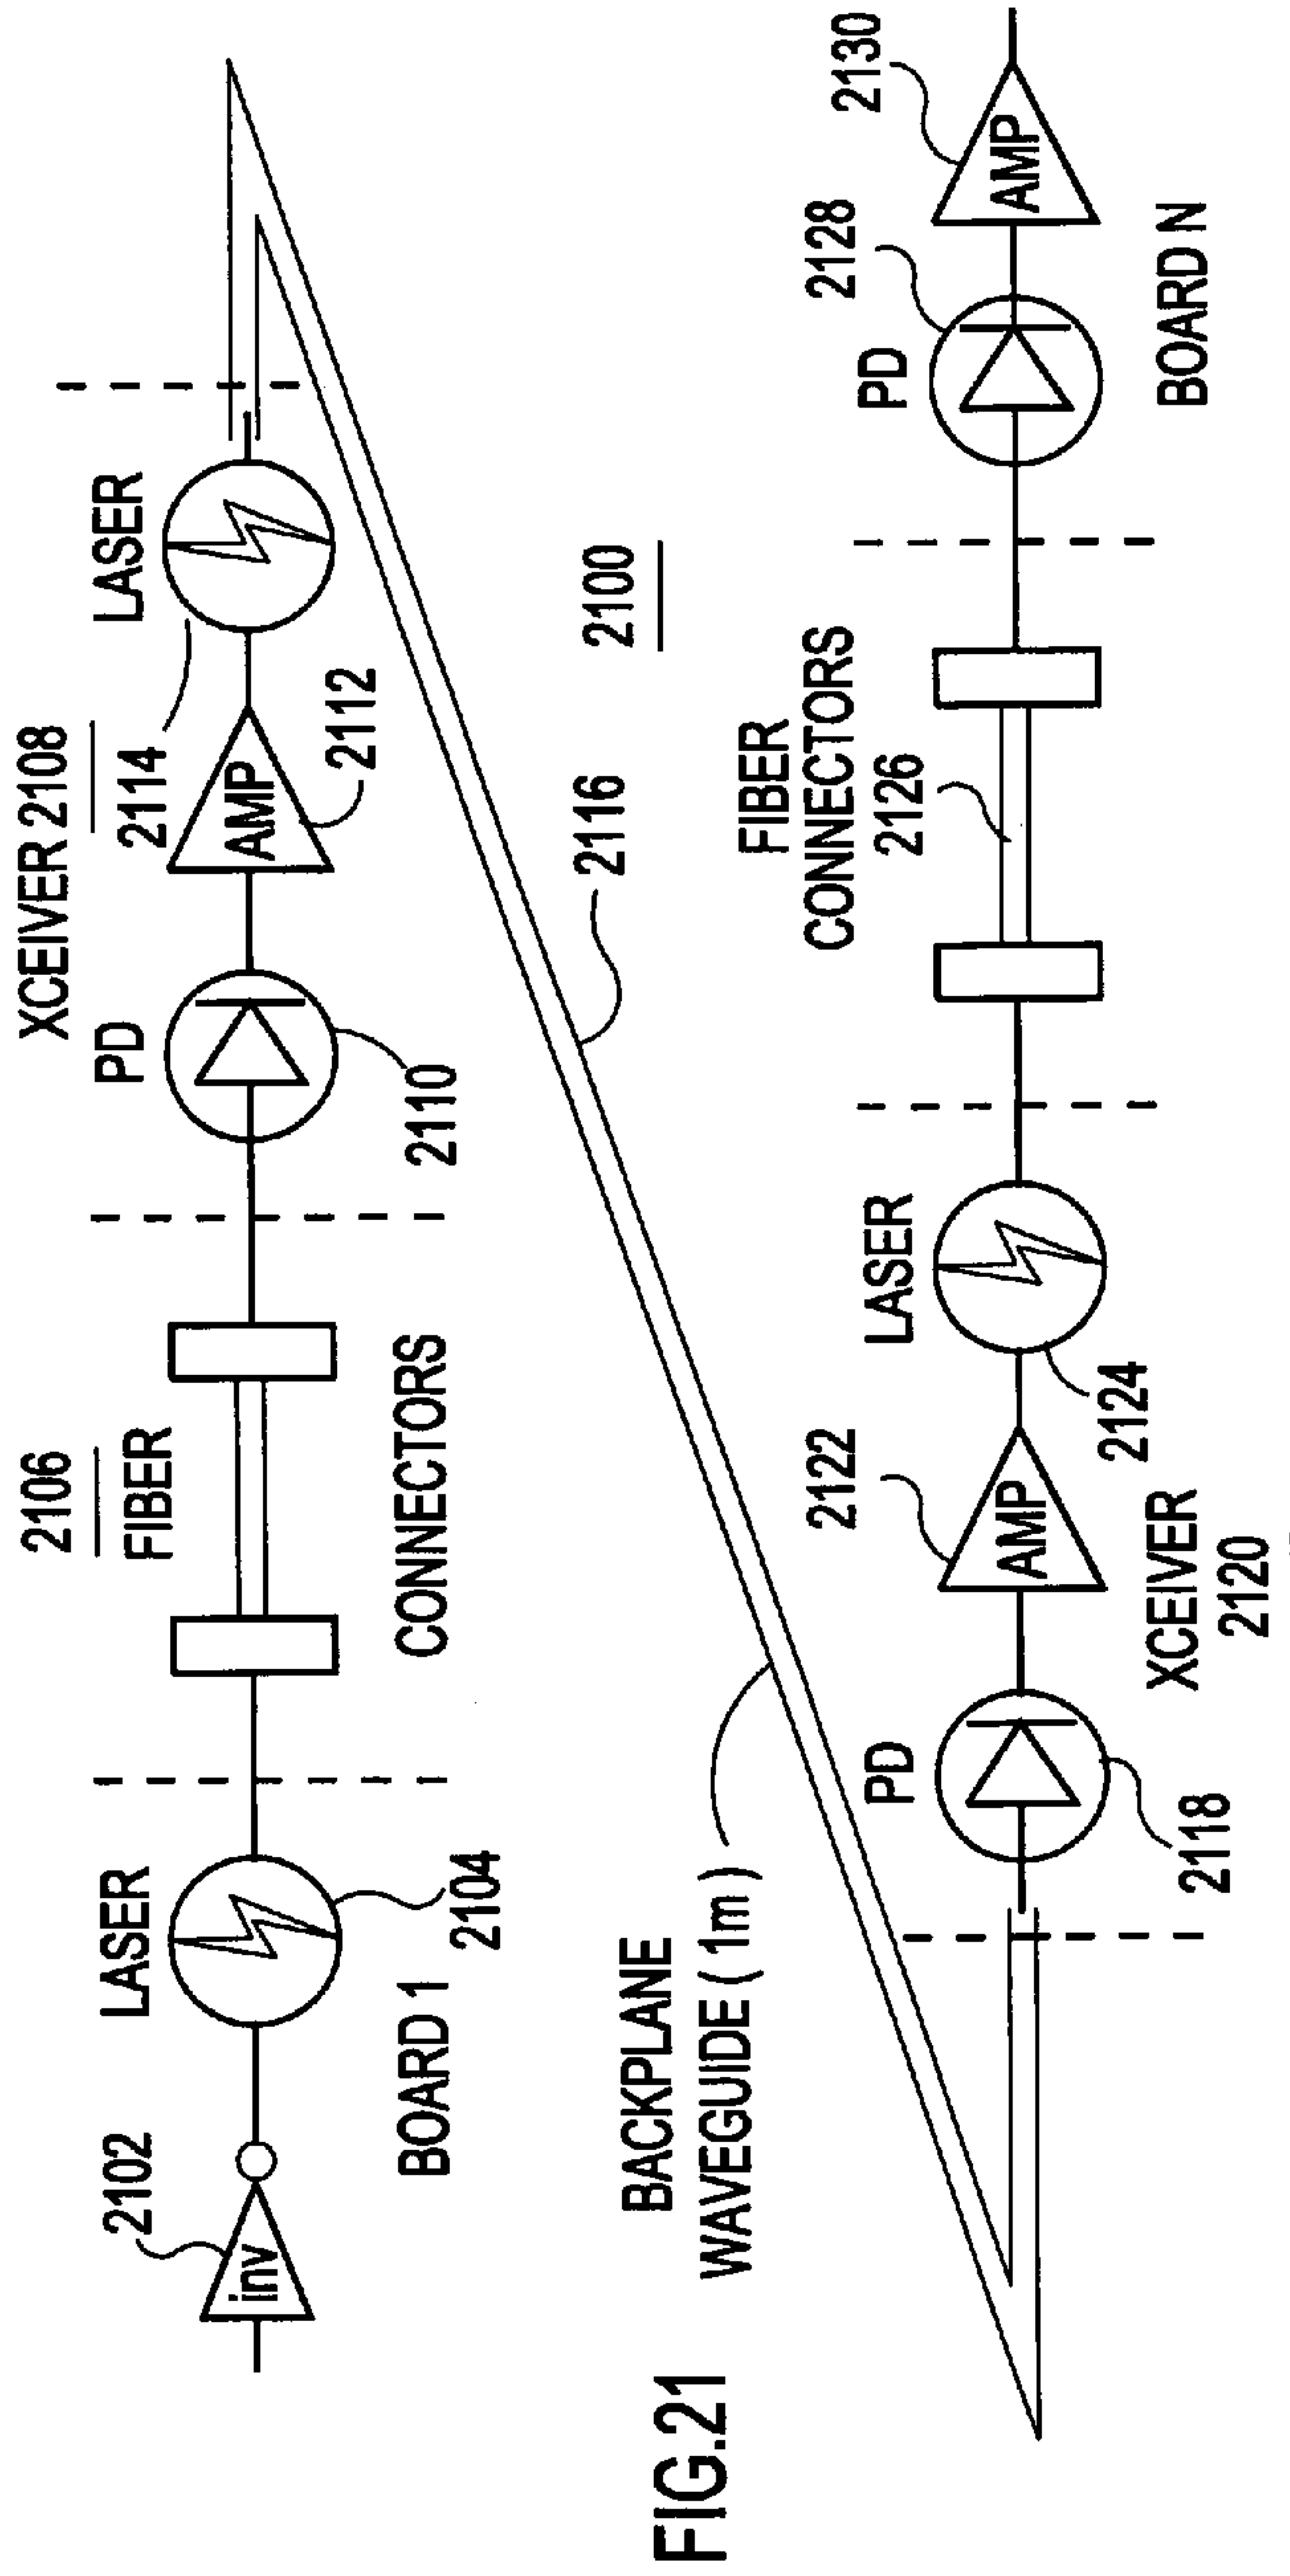 2102
inv
BOARD 1
LASER
2104
2106
FIBER
CONNECTORS
XCEIVER 2108
PD
2110
AMP
2112
2114
LASER
BACKPLANE
WAVEGUIDE ( 1m )
2116
2100
PD
2118
XCEIVER
2120
2122
AMP
LASER
2124
FIBER
CONNECTORS
2126
PD
2128
AMP
2130
BOARD N
FIG.21